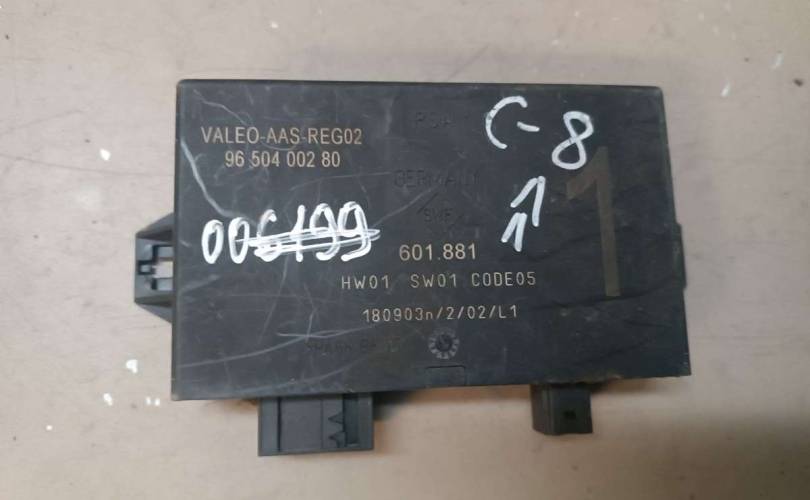 VALEO-AAS-REG02
96 504 002 80
C-8
1
11
006199
601.881
HW01 SW01 CODE05
180903n/2/02/L1